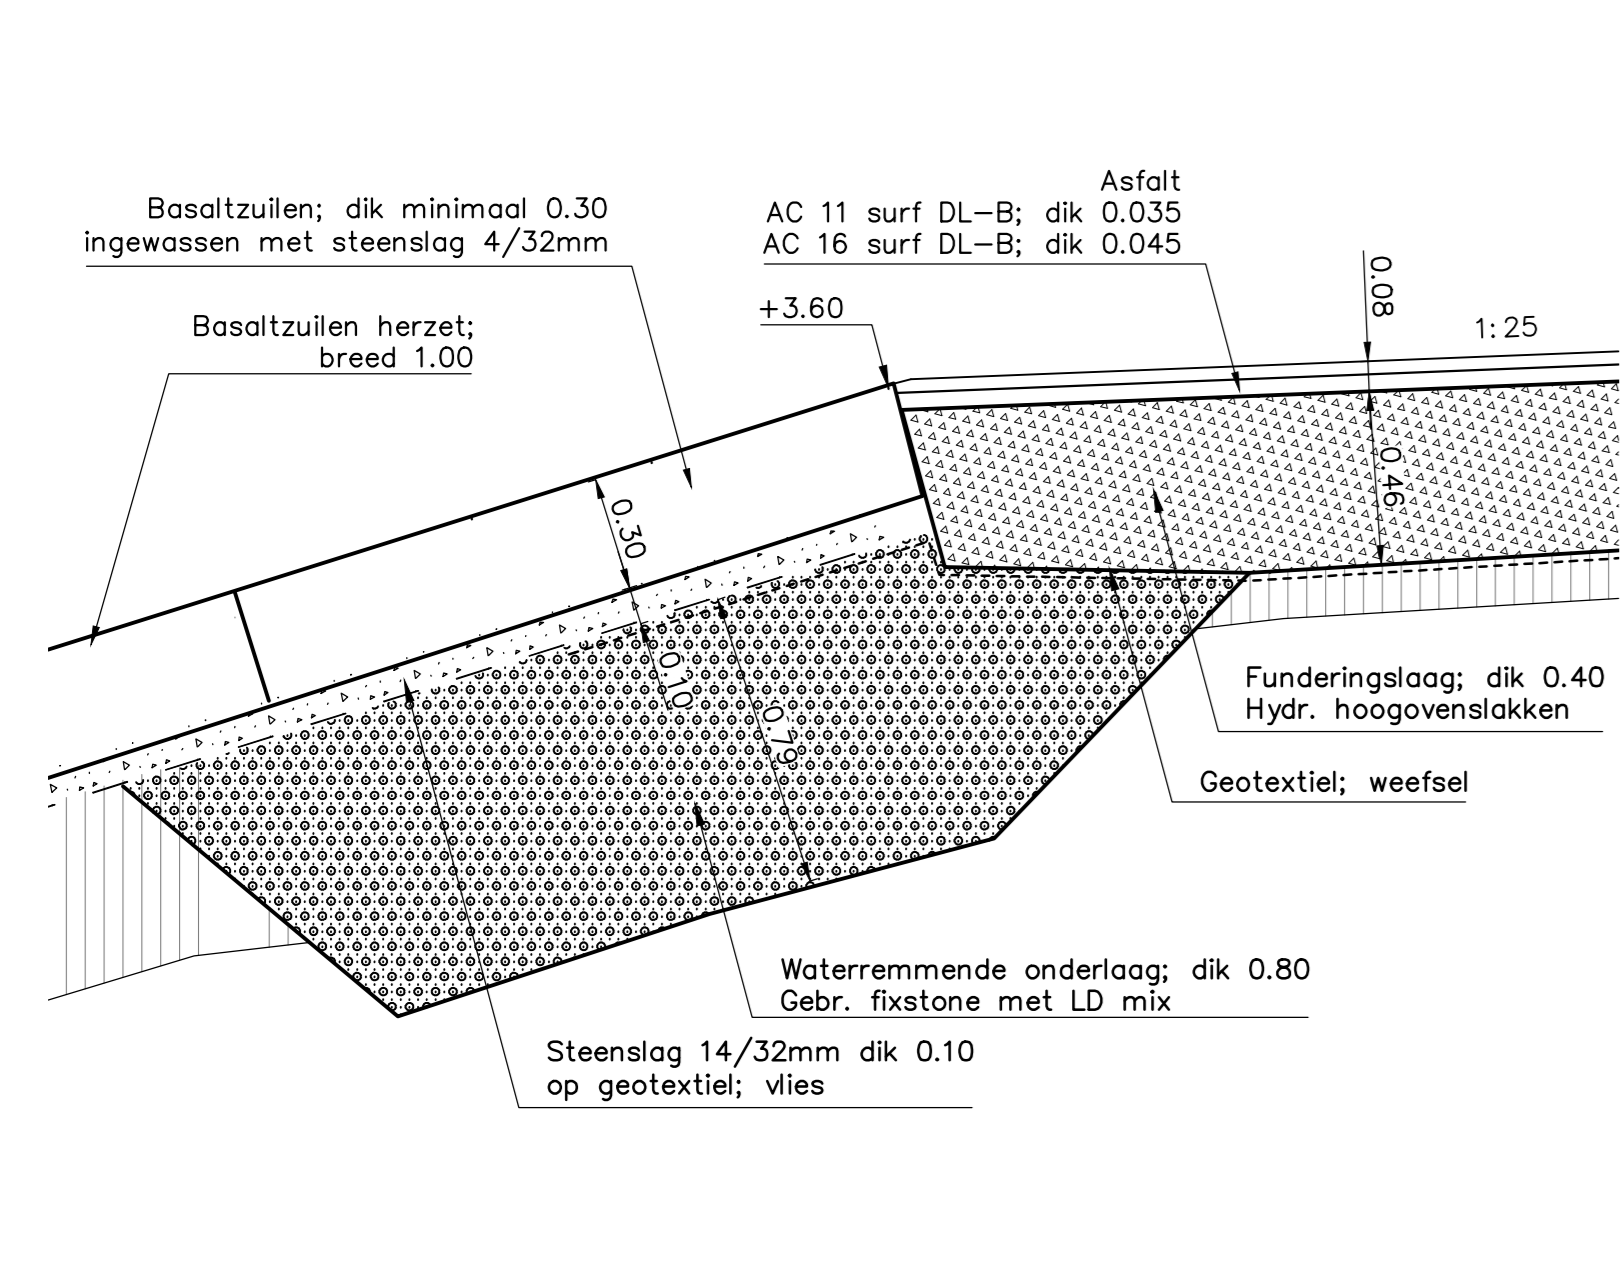 Asfalt
AC 11 surf DL-B; dik 0.035
AC 16 surf DL-B; dik 0.045
Basaltzuilen; dik minimaal 0.30
ingewassen met steenslag 4/32mm
+3.60
0.08
1:25
Basaltzuilen herzet;
breed 1.00
0.30
0.46
0.10
0.79
Funderingslaag; dik 0.40
Hydr. hoogovenslakken
Geotextiel; weefsel
Waterremmende onderlaag; dik 0.80
Gebr. fixstone met LD mix
Steenslag 14/32mm dik 0.10
op geotextiel; vlies